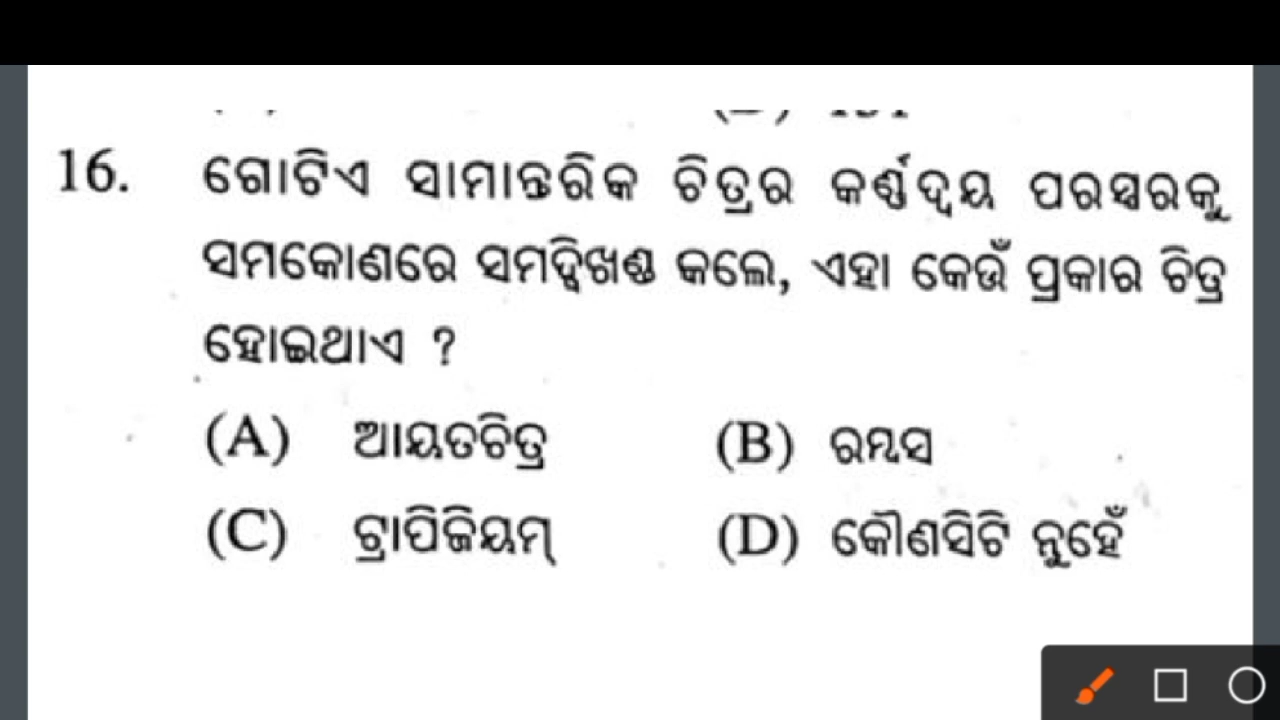 16. ଗୋଟିଏ ସାମାନ୍ତରିକ ଚିତ୍ରର କର୍ଣ୍ଣଦ୍ୱୟ ପରସ୍ପରକୁ
ସମକୋଣରେ ସମଦ୍ବିଖଣ୍ଡ କଲେ, ଏହା କେଉଁ ପ୍ରକାର ଚିତ୍ର
ହୋଇଥାଏ ?
(A) ଆୟତଚିତ୍ର (B) ରମ୍ବସ
(C) ଟ୍ରାପିଜିୟମ୍ (D) କୌଣସିଟି ନୁହେଁ